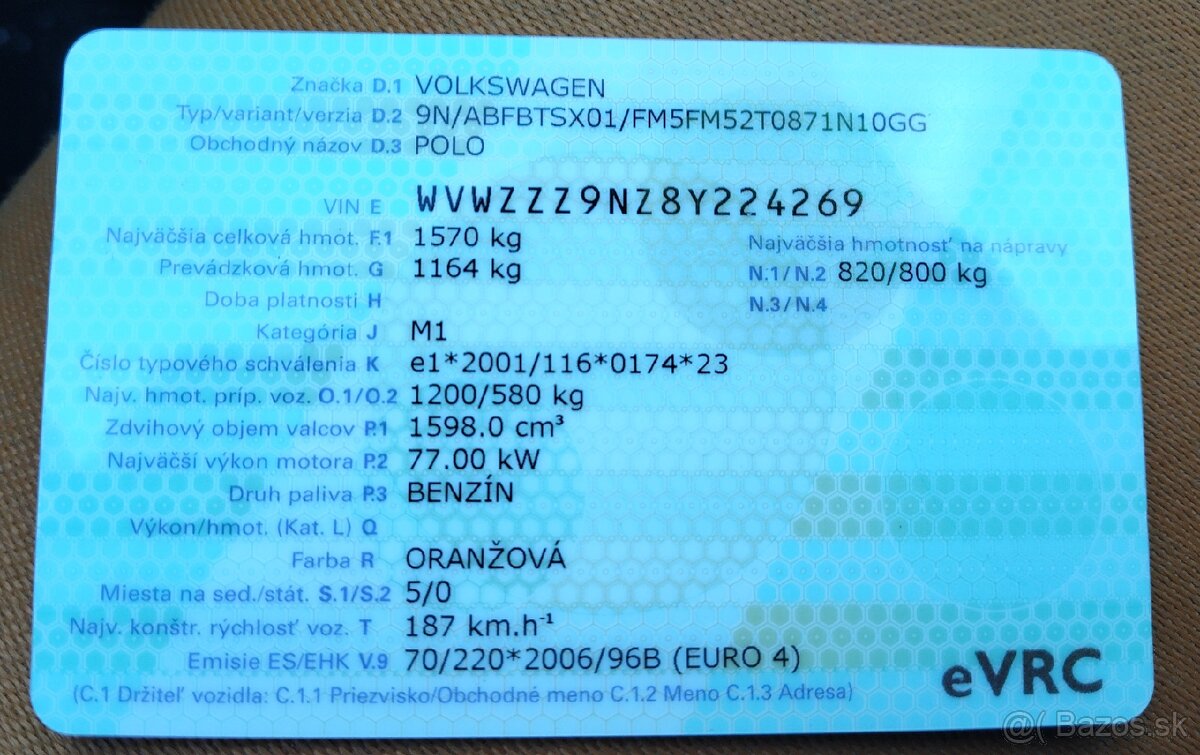 Značka D.1 VOLKSWAGEN
Typ/variant/verzia D.2 9N/ABFBTSX01/FM5FM52T0871N10GG
Obchodný názov D.3 POLO
VIN E WVWZZZ9NZ8Y224269
Najväčšia celková hmot. F.1 1570 kg Najväčšia hmotnosť na nápravy
Prevádzková hmot. G 1164 kg N.1/N.2 820/800 kg
Doba platnosti H N.3/N.4
Kategória J M1
Číslo typového schválenia K e1*2001/116*0174*23
Najv. hmot. príp. voz. O.1/O.2 1200/580 kg
Zdvihový objem valcov P.1 1598.0 cm³
Najväčší výkon motora P.2 77.00 kW
Druh paliva P.3 BENZÍN
Výkon/hmot. (Kat. L) Q
Farba R ORANŽOVÁ
Miesta na sed./stát. S.1/S.2 5/0
Najv. konštr. rýchlosť voz. T 187 km.h⁻¹
Emisie ES/EHK V.9 70/220*2006/96B (EURO 4)
(C.1 Držiteľ vozidla: C.1.1 Priezvisko/Obchodné meno C.1.2 Meno C.1.3 Adresa)
eVRC
@( Bazos.sk